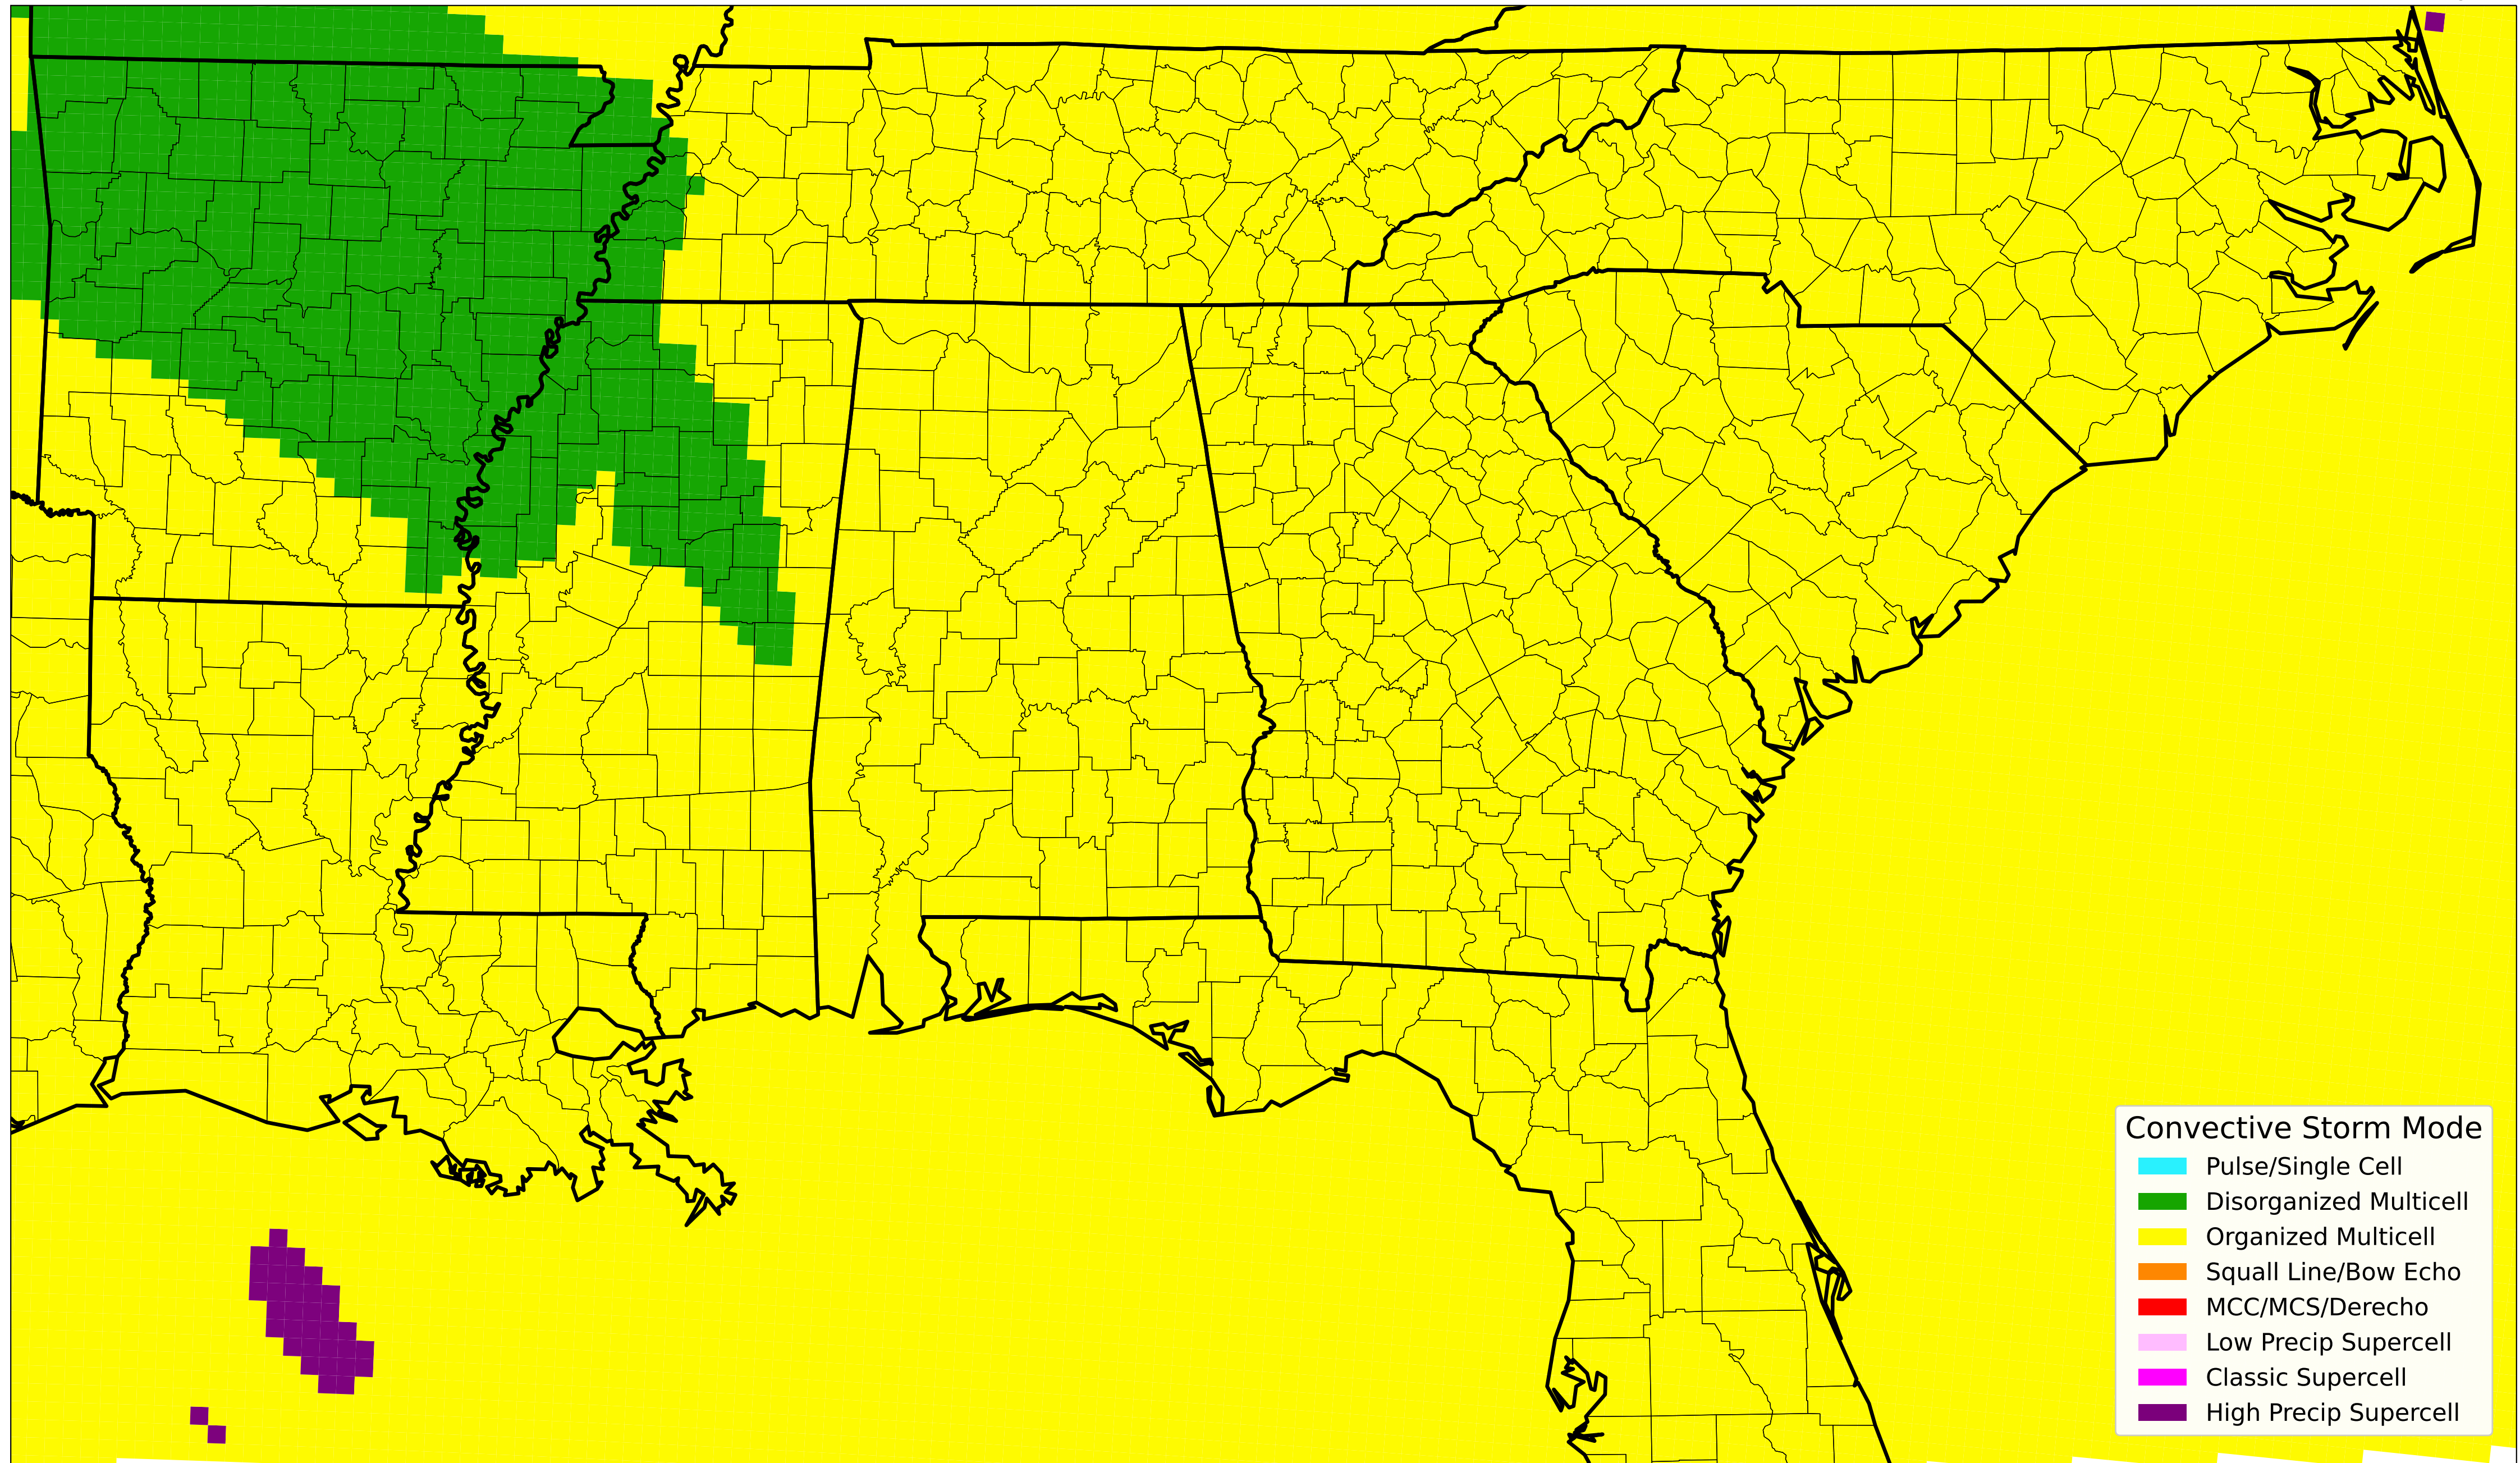 Convective Storm Mode
Pulse/Single Cell
Disorganized Multicell
Organized Multicell
Squall Line/Bow Echo
MCC/MCS/Derecho
Low Precip Supercell
Classic Supercell
High Precip Supercell